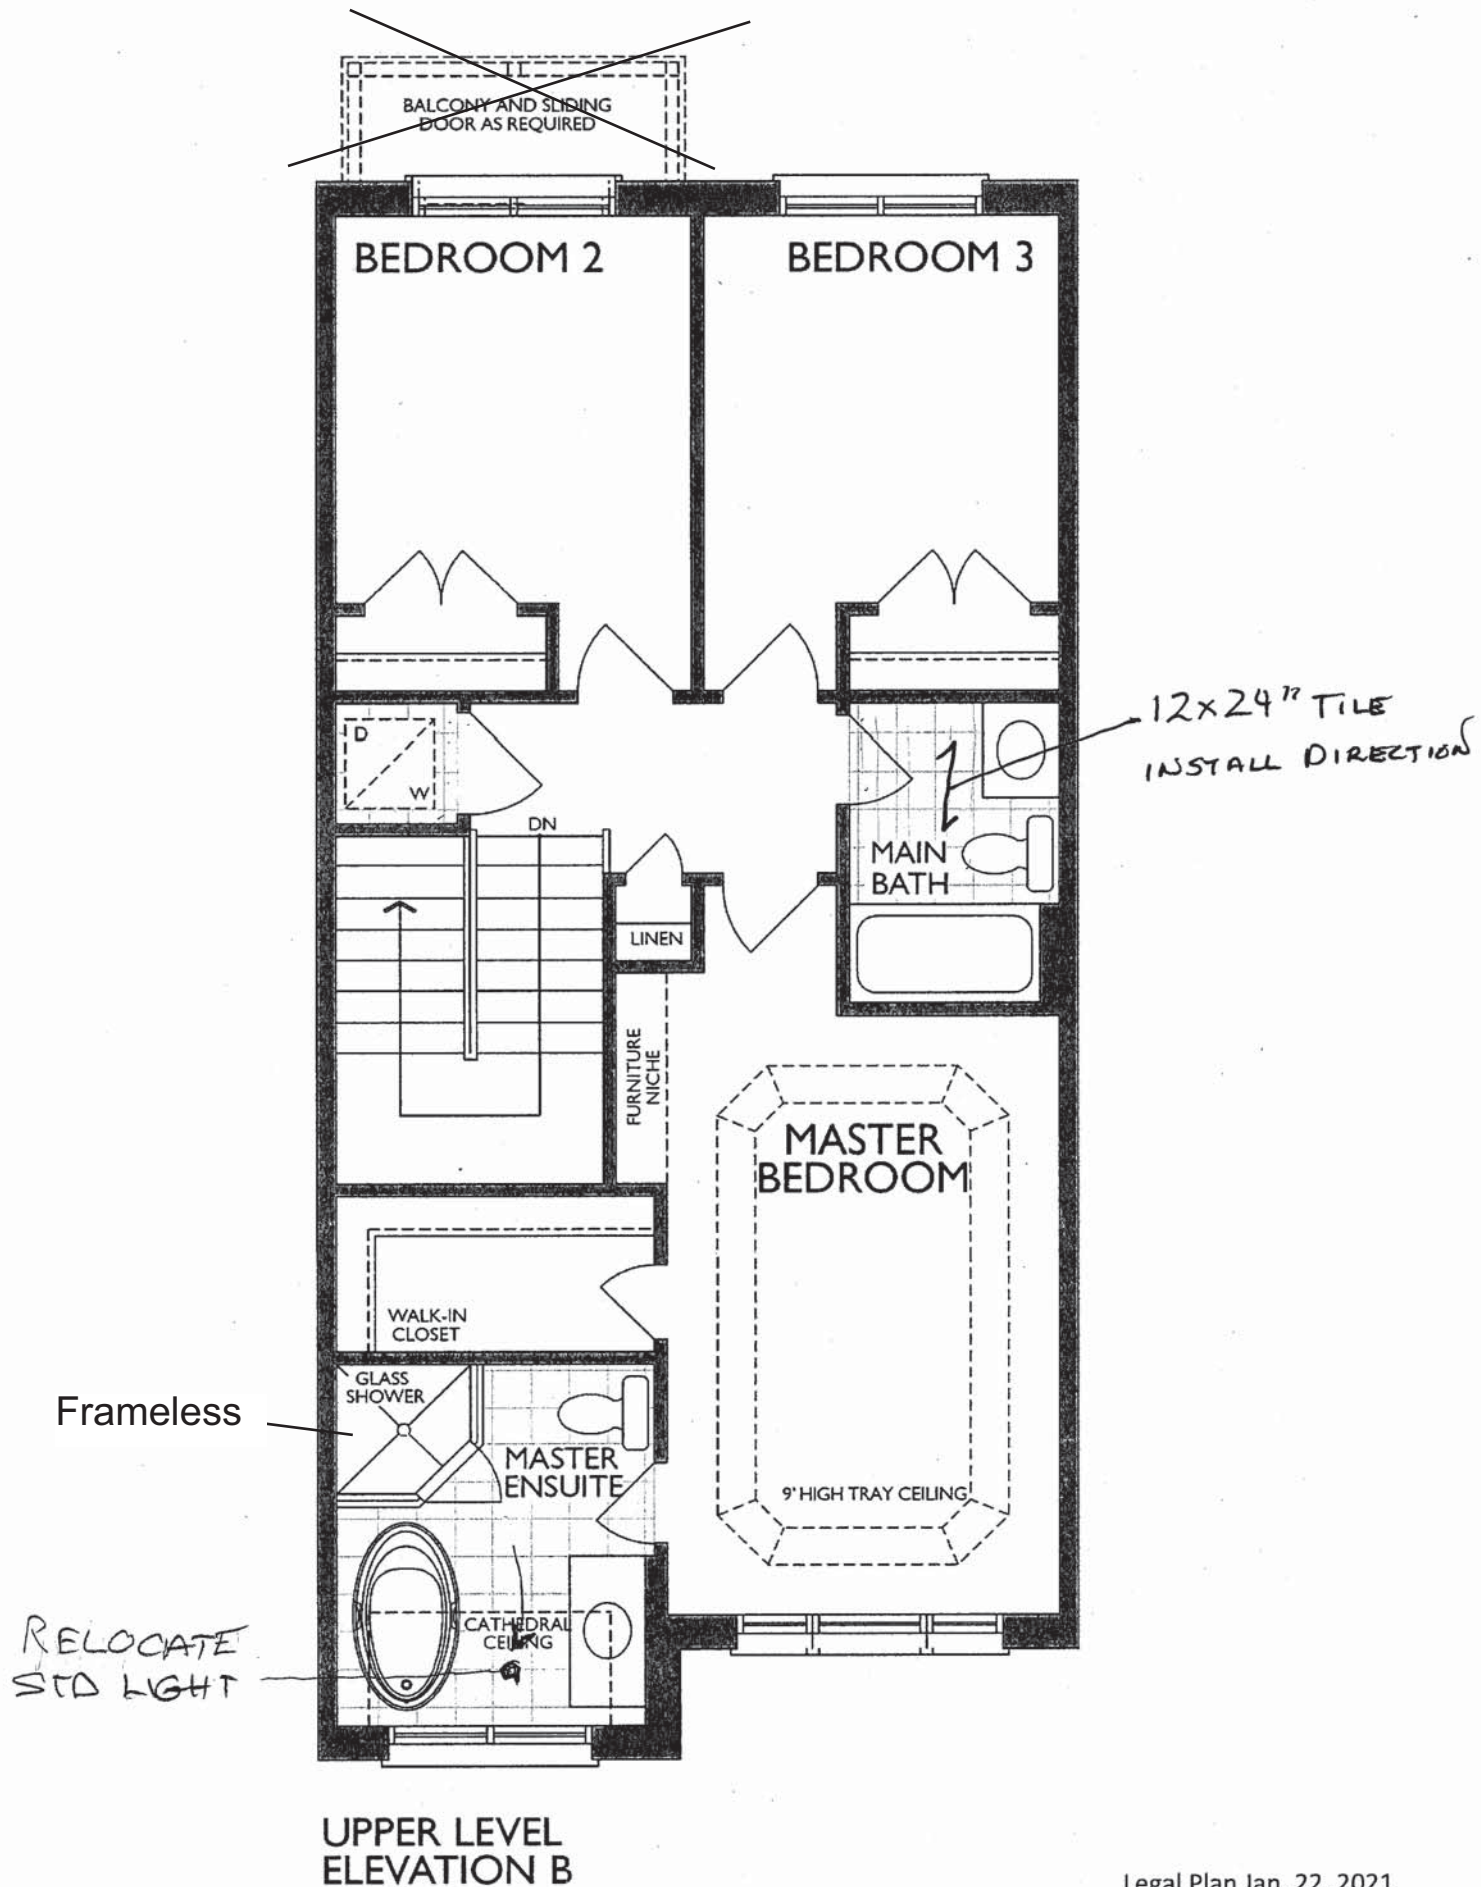 BALCONY AND SLIDING
DOOR AS REQUIRED
BEDROOM 2
BEDROOM 3
D
W
12x24" TILE
INSTALL DIRECTION
DN
MAIN
BATH
LINEN
FURNITURE
NICHE
MASTER
BEDROOM
WALK-IN
CLOSET
GLASS
SHOWER
Frameless
MASTER
ENSUITE
9' HIGH TRAY CEILING
CATHEDRAL
CEILING
RELOCATE
STD LIGHT
UPPER LEVEL
ELEVATION B
Legal Plan Jan. 22, 2021